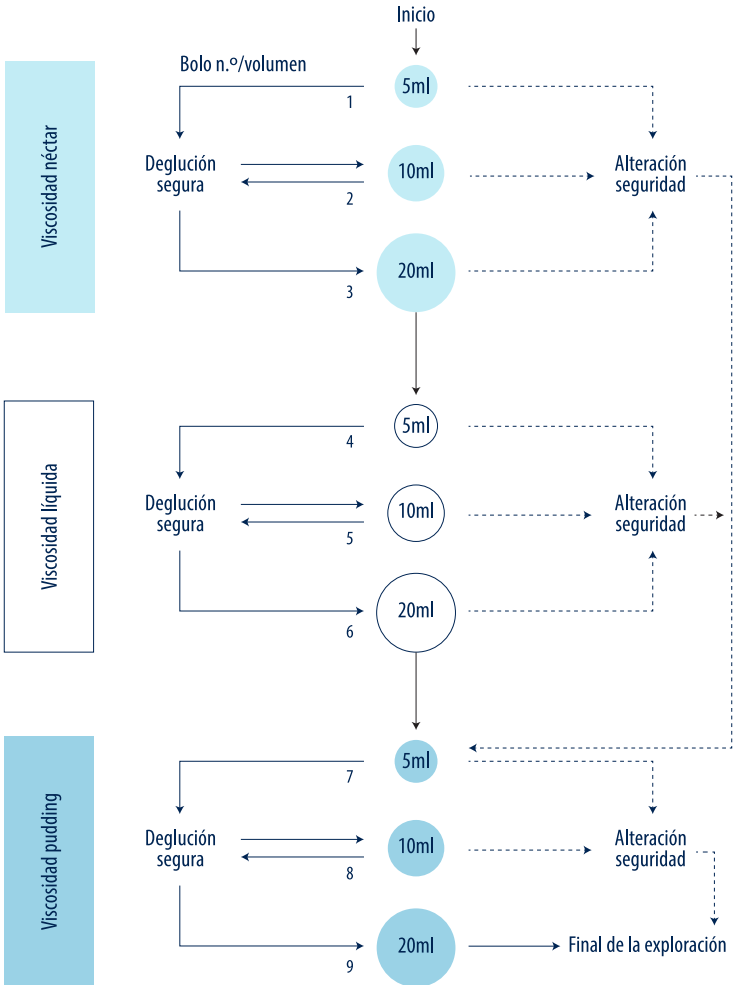 Inicio
Bolo n.º/volumen
Viscosidad néctar
1
5ml
Deglución
segura
2
10ml
Alteración
seguridad
3
20ml
Viscosidad líquida
4
5ml
Deglución
segura
5
10ml
Alteración
seguridad
6
20ml
Viscosidad pudding
7
5ml
Deglución
segura
8
10ml
Alteración
seguridad
9
20ml
Final de la exploración